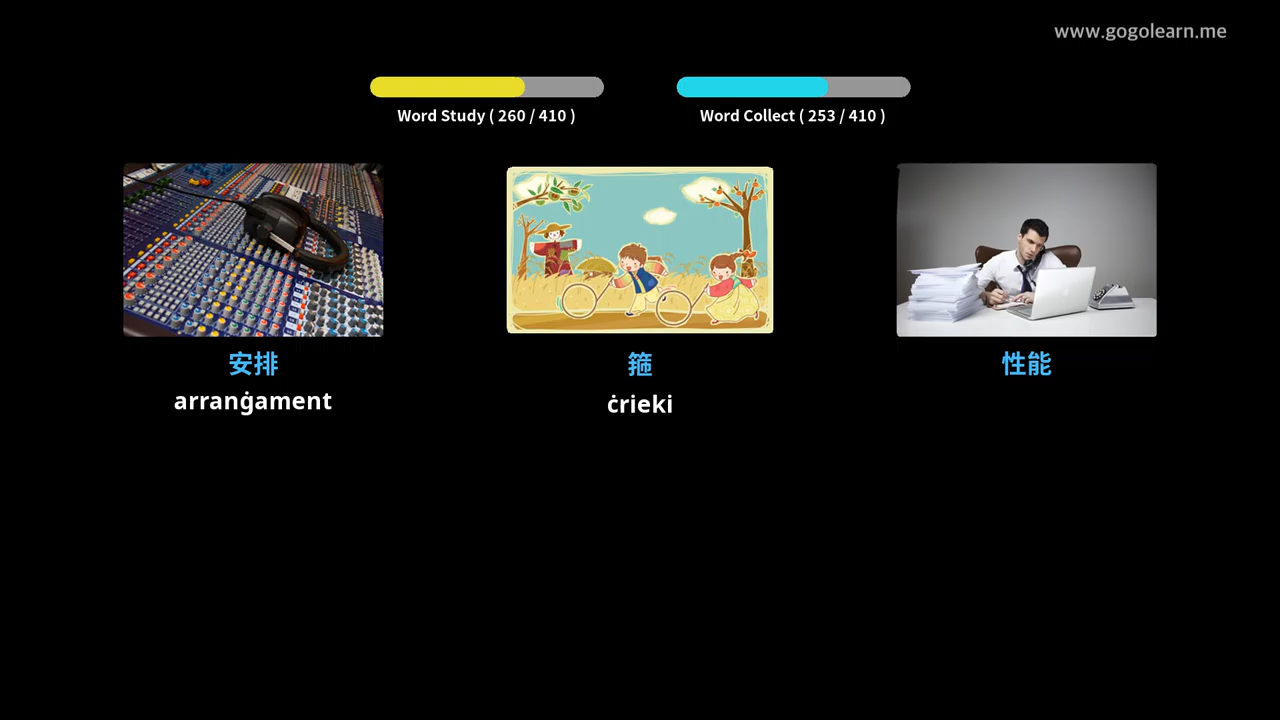 www.gogolearn.me
Word Study ( 260 / 410 )
Word Collect ( 253 / 410 )
安排
arranġament
箍
ċrieki
性能